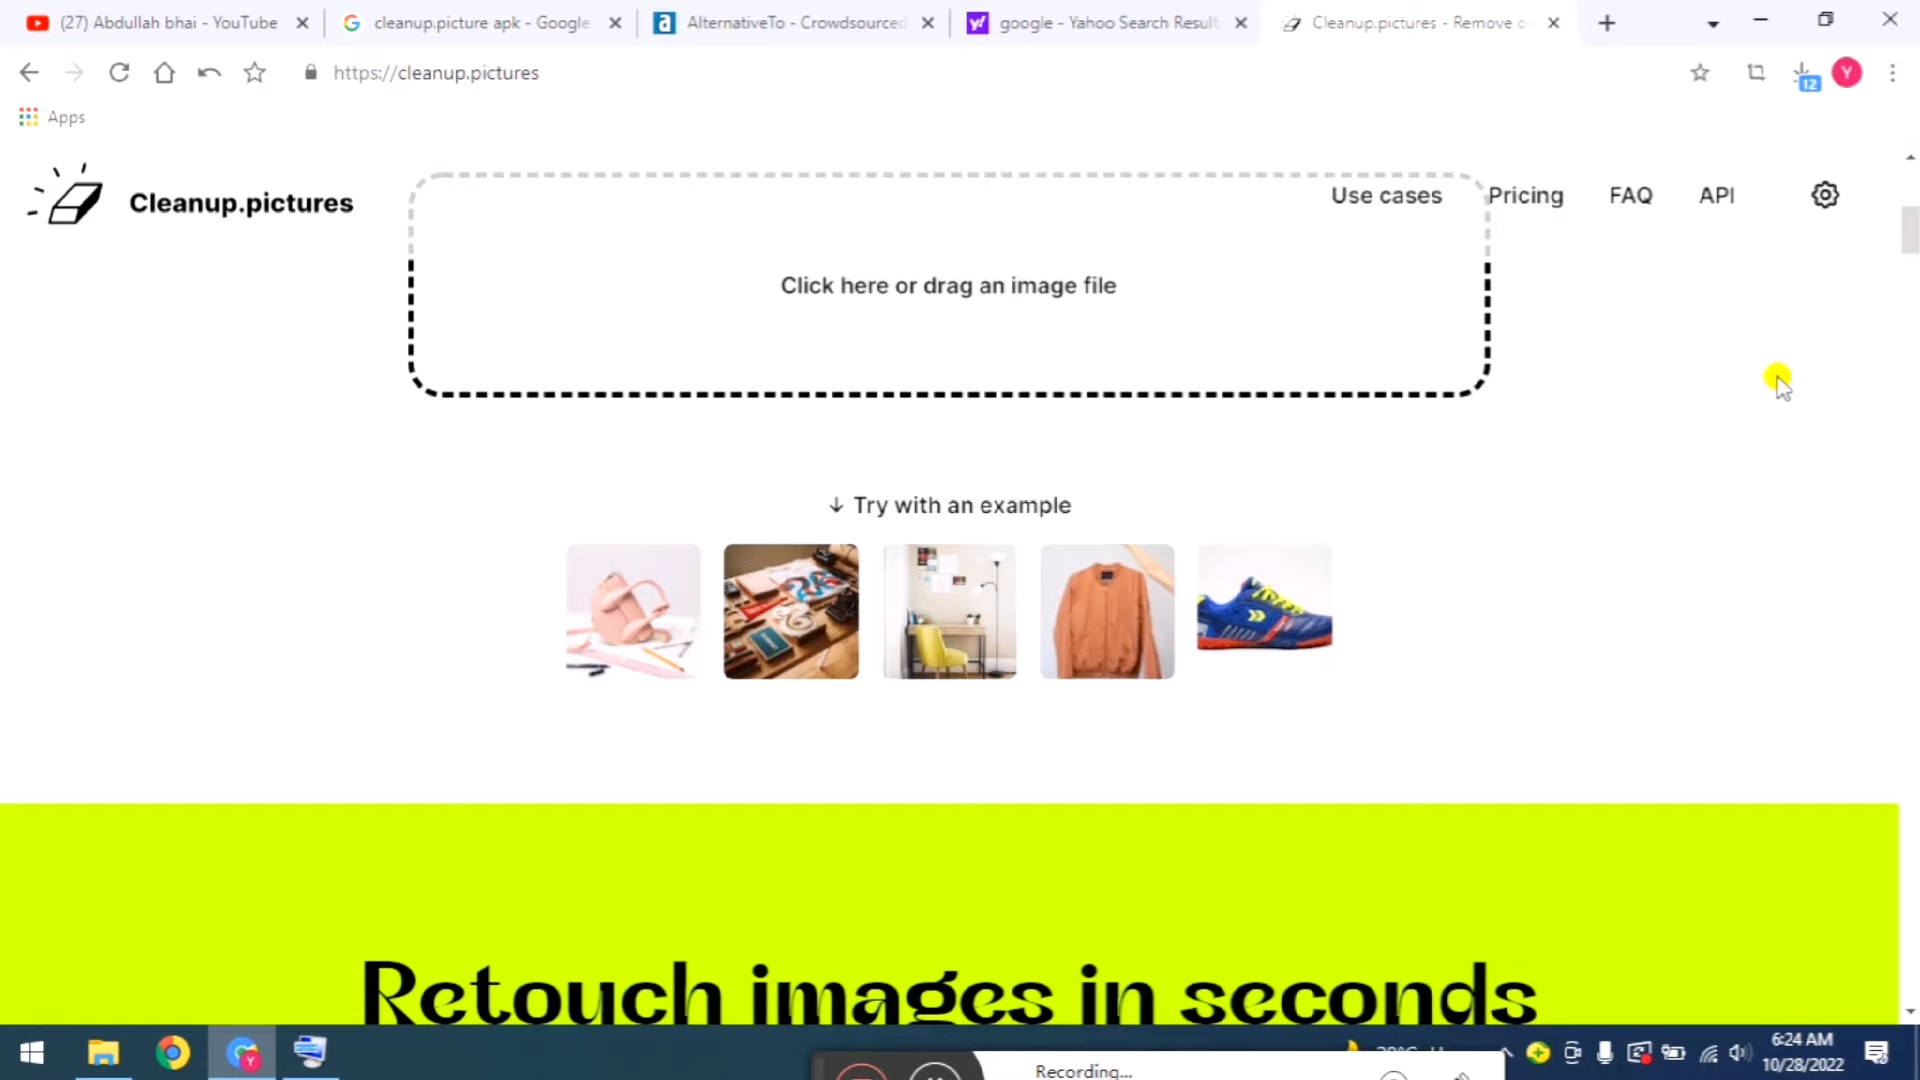 (27) Abdullah bhai - YouTube
cleanup.picture apk - Google
AlternativeTo - Crowdsourced
google - Yahoo Search Result
Cleanup.pictures - Remove o
https://cleanup.pictures
12
Y
Apps
Cleanup.pictures
Use cases
Pricing
FAQ
API
Click here or drag an image file
↓ Try with an example
Retouch images in seconds
Recording...
6:24 AM
10/28/2022